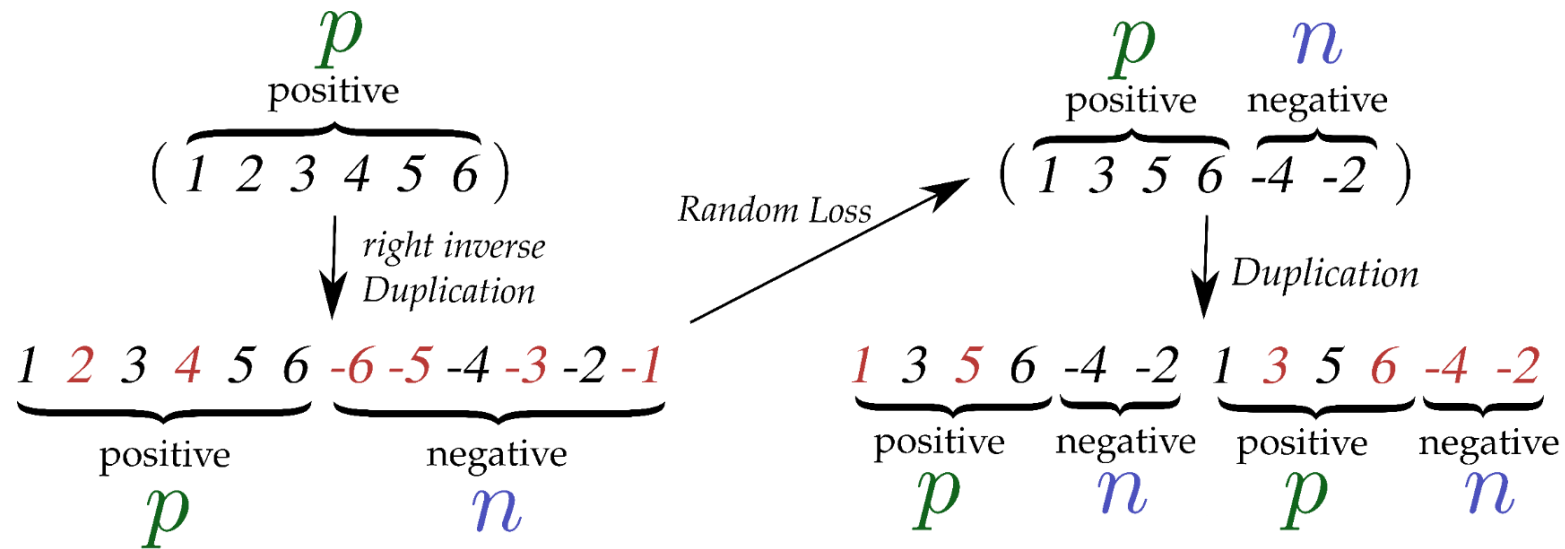 p n
positive positive negative
( 1 2 3 4 5 6 ) ( 1 3 5 6 -4 -2 )
Random Loss
right inverse
Duplication Duplication
1 2 3 4 5 6 -6 -5 -4 -3 -2 -1 1 3 5 6 -4 -2 1 3 5 6 -4 -2
positive negative positive negative positive negative
p n p n p n